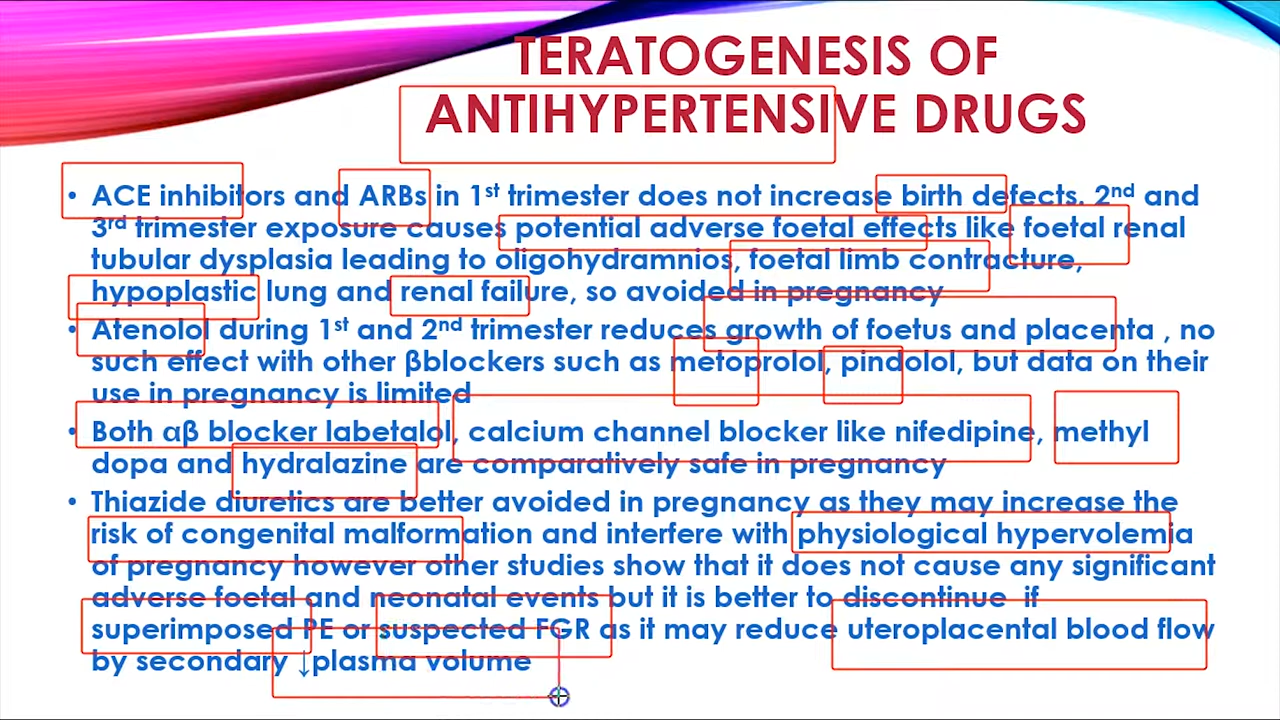 TERATOGENESIS OF
ANTIHYPERTENSIVE DRUGS
• ACE inhibitors and ARBs in 1st trimester does not increase birth defects. 2nd and
3rd trimester exposure causes potential adverse foetal effects like foetal renal
tubular dysplasia leading to oligohydramnios, foetal limb contracture,
hypoplastic lung and renal failure, so avoided in pregnancy
• Atenolol during 1st and 2nd trimester reduces growth of foetus and placenta , no
such effect with other βblockers such as metoprolol, pindolol, but data on their
use in pregnancy is limited
• Both αβ blocker labetalol, calcium channel blocker like nifedipine, methyl
dopa and hydralazine are comparatively safe in pregnancy
• Thiazide diuretics are better avoided in pregnancy as they may increase the
risk of congenital malformation and interfere with physiological hypervolemia
of pregnancy however other studies show that it does not cause any significant
adverse foetal and neonatal events but it is better to discontinue if
superimposed PE or suspected FGR as it may reduce uteroplacental blood flow
by secondary ↓plasma volume